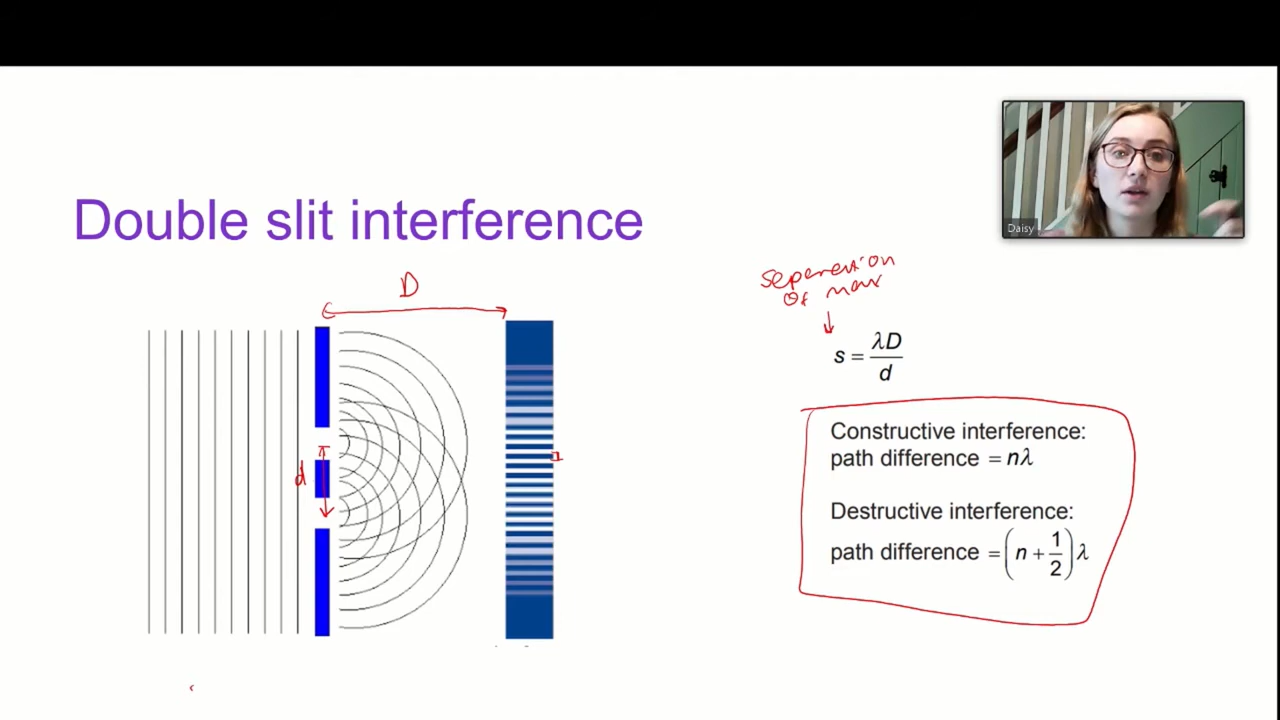 Double slit interference
Daisy
D
d
Seperation
of max
s = λD/d
Constructive interference:
path difference = nλ
Destructive interference:
path difference = (n + 1/2) λ